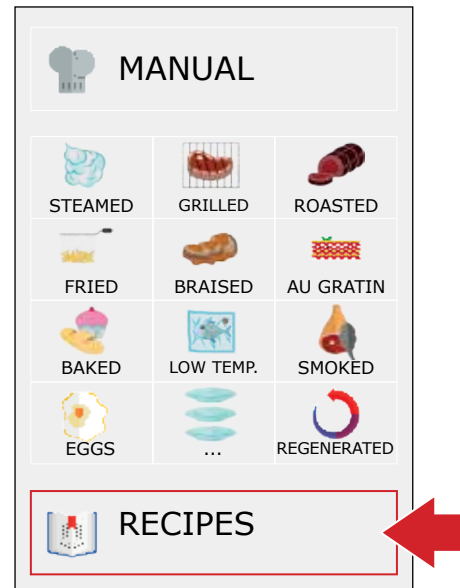 MANUAL
STEAMED GRILLED ROASTED
FRIED BRAISED AU GRATIN
BAKED LOW TEMP. SMOKED
EGGS ... REGENERATED
RECIPES